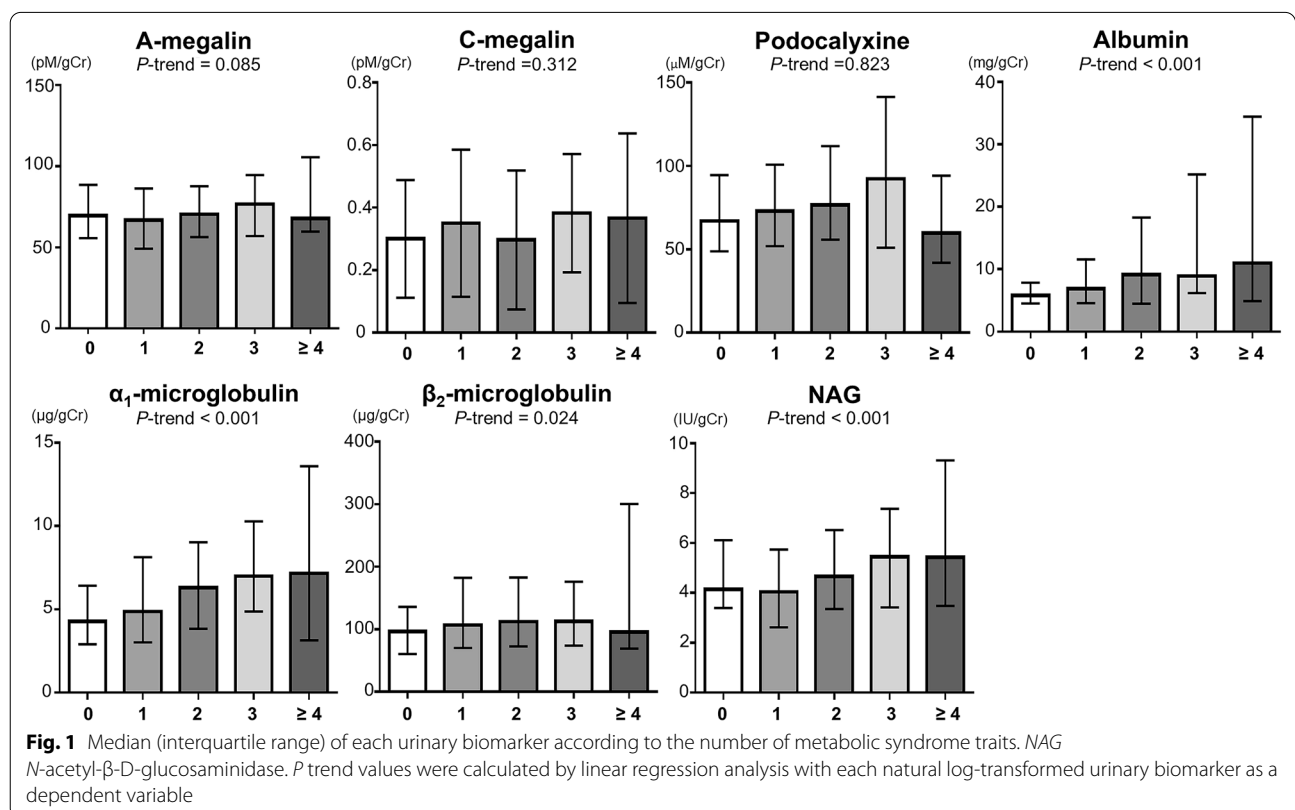 A-megalin
(pM/gCr)
P-trend = 0.085
150
100
50
0
0 1 2 3 ≥ 4
C-megalin
(pM/gCr)
P-trend =0.312
0.8
0.6
0.4
0.2
0
0 1 2 3 ≥ 4
Podocalyxine
(μM/gCr)
P-trend =0.823
150
100
50
0
0 1 2 3 ≥ 4
Albumin
(mg/gCr)
P-trend < 0.001
40
30
20
10
0
0 1 2 3 ≥ 4
α₁-microglobulin
(μg/gCr)
P-trend < 0.001
15
10
5
0
0 1 2 3 ≥ 4
β₂-microglobulin
(μg/gCr)
P-trend = 0.024
400
300
200
100
0
0 1 2 3 ≥ 4
NAG
(IU/gCr)
P-trend < 0.001
10
8
6
4
2
0
0 1 2 3 ≥ 4
Fig. 1 Median (interquartile range) of each urinary biomarker according to the number of metabolic syndrome traits. NAG
N-acetyl-β-D-glucosaminidase. P trend values were calculated by linear regression analysis with each natural log-transformed urinary biomarker as a
dependent variable